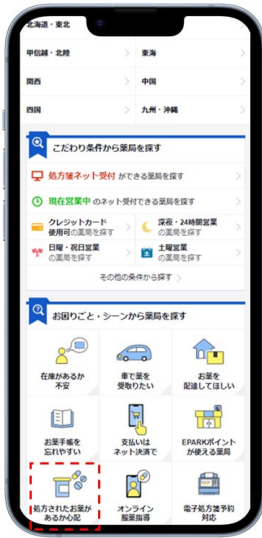 北海道・東北
甲信越・北陸
東海
関西
中国
四国
九州・沖縄
こだわり条件から薬局を探す
処方箋ネット受付 ができる薬局を探す
現在営業中 のネット受付できる薬局を探す
クレジットカード
使用可の薬局を探す
深夜・24時間営業
の薬局を探す
日曜・祝日営業
の薬局を探す
土曜営業
の薬局を探す
その他の条件から探す
お困りごと・シーンから薬局を探す
在庫があるか
不安
車で薬を
受取りたい
お薬を
配達してほしい
お薬手帳を
忘れやすい
支払いは
ネット決済で
EPARKポイント
が使える薬局
処方されたお薬が
あるか心配
オンライン
服薬指導
電子処方箋予約
対応